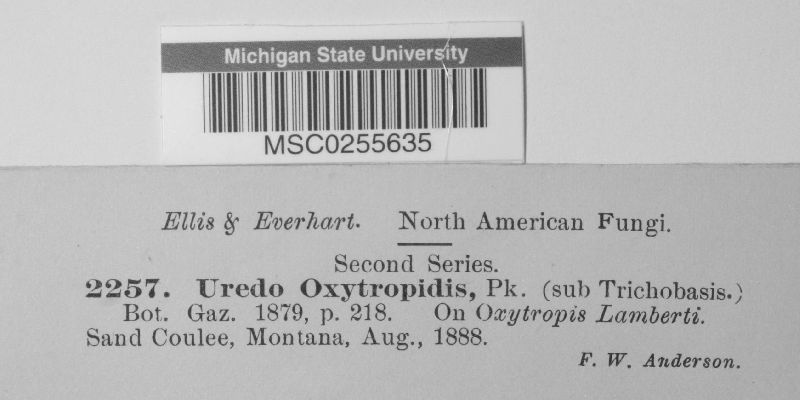 Michigan State University
MSC0255635
Ellis & Everhart. North American Fungi.
Second Series.
2257. Uredo Oxytropidis, Pk. (sub Trichobasis.)
Bot. Gaz. 1879, p. 218. On Oxytropis Lamberti.
Sand Coulee, Montana, Aug., 1888.
F. W. Anderson.